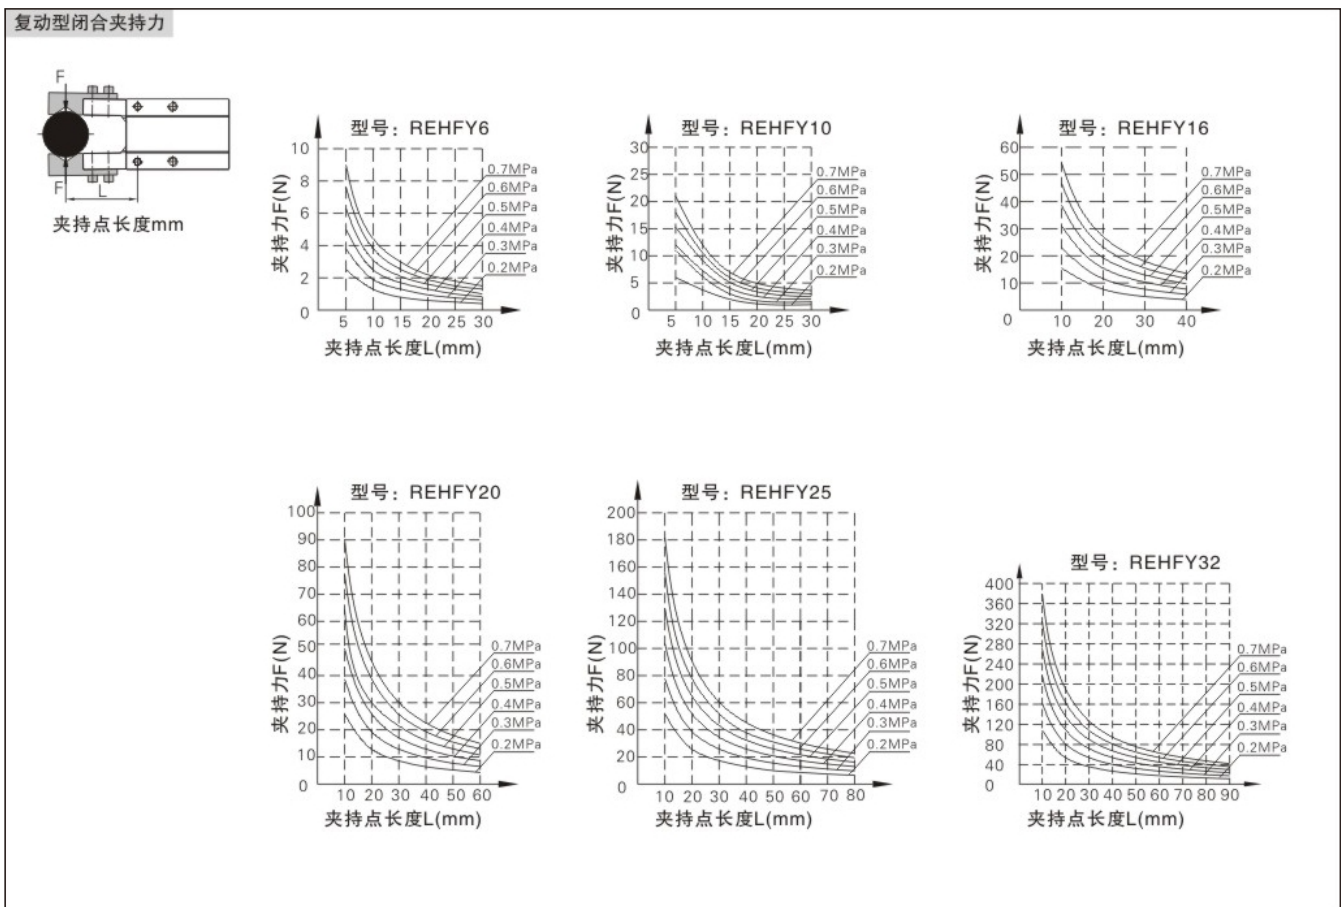 复动型闭合夹持力
F
F
L
夹持点长度mm
型号：REHFY6
夹持力F(N)
10
8
6
4
2
0
0.7MPa
0.6MPa
0.5MPa
0.4MPa
0.3MPa
0.2MPa
5 10 15 20 25 30
夹持点长度L(mm)
型号：REHFY10
夹持力F(N)
30
25
20
15
10
5
0
0.7MPa
0.6MPa
0.5MPa
0.4MPa
0.3MPa
0.2MPa
5 10 15 20 25 30
夹持点长度L(mm)
型号：REHFY16
夹持力F(N)
60
50
40
30
20
10
0
0.7MPa
0.6MPa
0.5MPa
0.4MPa
0.3MPa
0.2MPa
10 20 30 40
夹持点长度L(mm)
型号：REHFY20
夹持力F(N)
100
90
80
70
60
50
40
30
20
10
0
0.7MPa
0.6MPa
0.5MPa
0.4MPa
0.3MPa
0.2MPa
10 20 30 40 50 60
夹持点长度L(mm)
型号：REHFY25
夹持力F(N)
200
180
160
140
120
100
80
60
40
20
0
0.7MPa
0.6MPa
0.5MPa
0.4MPa
0.3MPa
0.2MPa
10 20 30 40 50 60 70 80
夹持点长度L(mm)
型号：REHFY32
夹持力F(N)
400
360
320
280
240
200
160
120
80
40
0
0.7MPa
0.6MPa
0.5MPa
0.4MPa
0.3MPa
0.2MPa
10 20 30 40 50 60 70 80 90
夹持点长度L(mm)